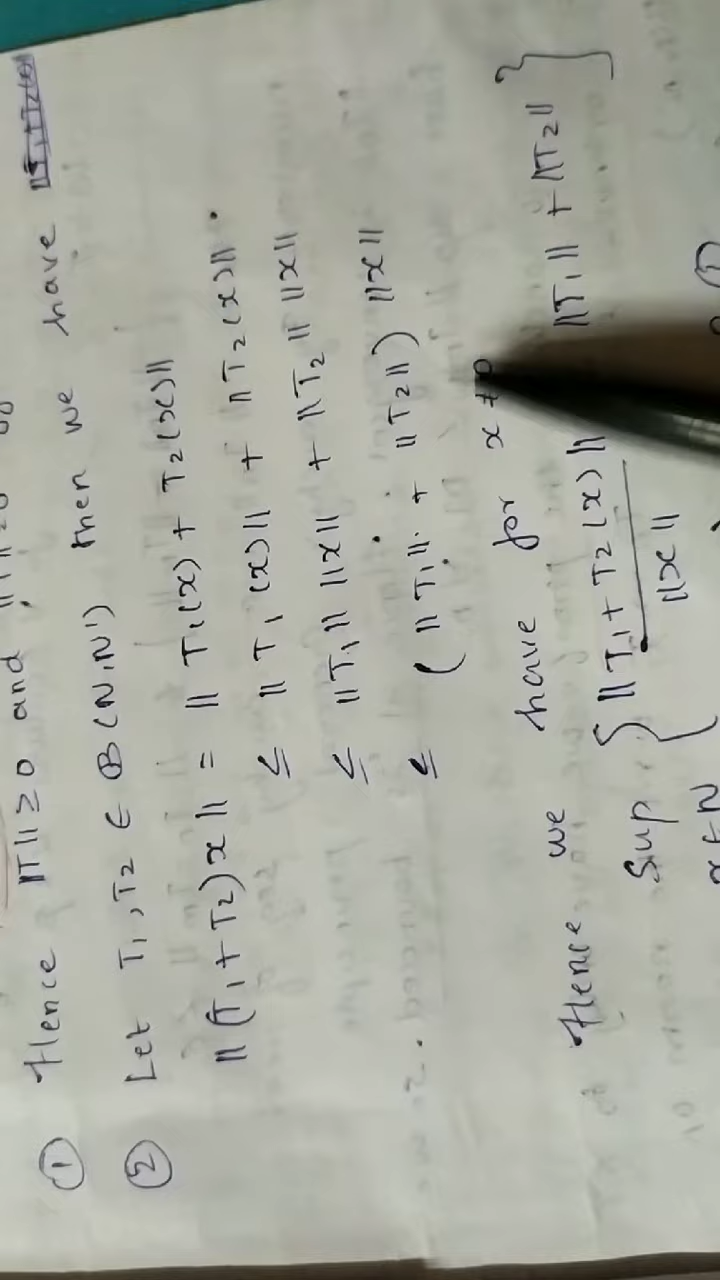 ① Hence ||T|| ≥ 0 and ||T|| = 0
② Let T₁, T₂ ∈ B(N,N') then we have
||(T₁ + T₂)x|| = || T₁(x) + T₂(x)||
≤ || T₁(x)|| + ||T₂(x)||.
≤ ||T₁|| ||x|| + ||T₂|| ||x||
≤ (||T₁|| + ||T₂||) ||x||
Hence we have for x ≠ 0
Sup { ||T₁ + T₂(x)|| / ||x|| ||T₁|| + ||T₂|| }
x ∈ N